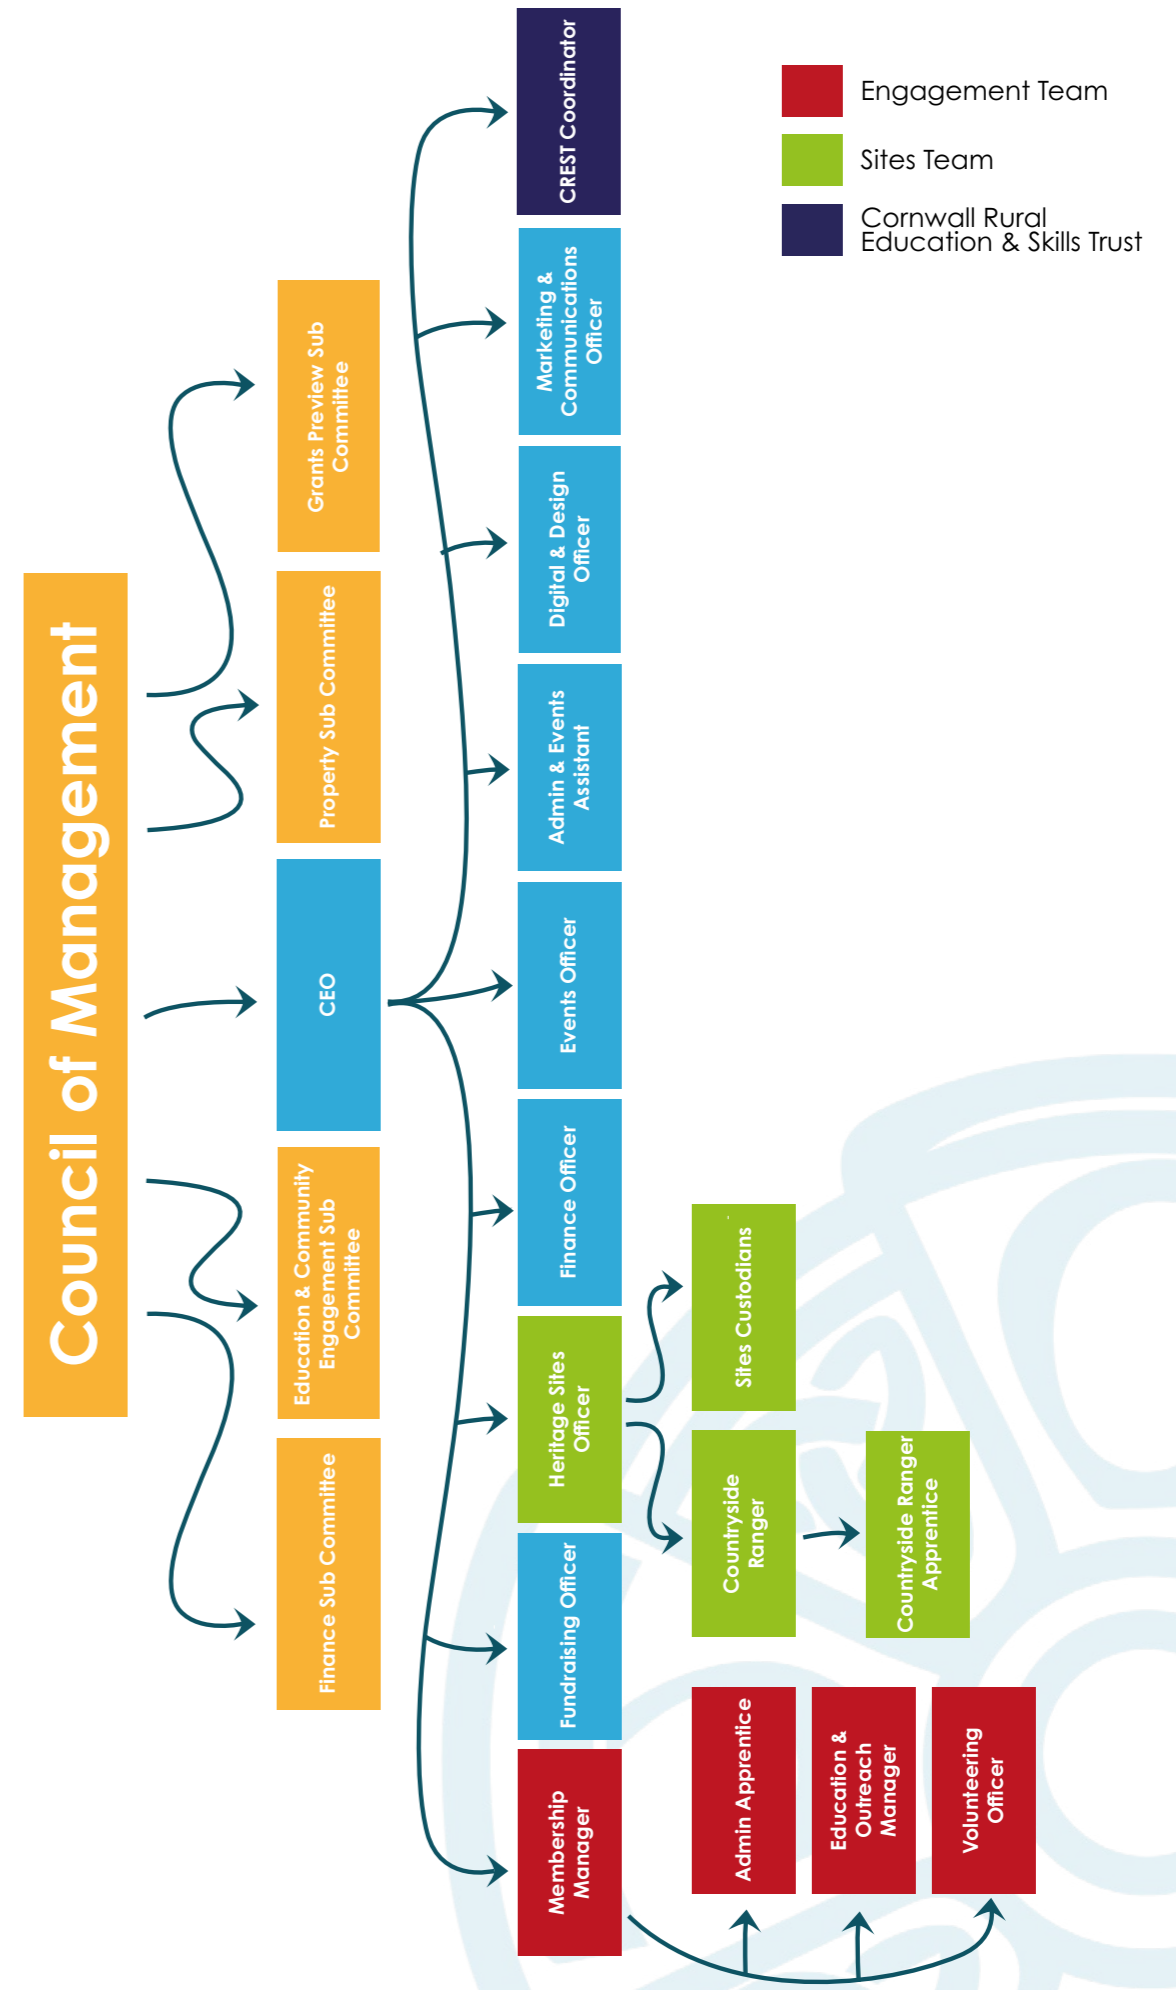 Council of Management
Finance Sub Committee
Education & Community
Engagement Sub
Committee
CEO
Property Sub Committee
Grants Preview Sub
Committee
Membership
Manager
Fundraising Officer
Heritage Sites
Officer
Finance Officer
Events Officer
Admin & Events
Assistant
Digital & Design
Officer
Marketing &
Communications
Officer
CREST Coordinator
Admin Apprentice
Education &
Outreach
Manager
Volunteering
Officer
Countryside
Ranger
Sites Custodians
Countryside Ranger
Apprentice
Engagement Team
Sites Team
Cornwall Rural
Education & Skills Trust